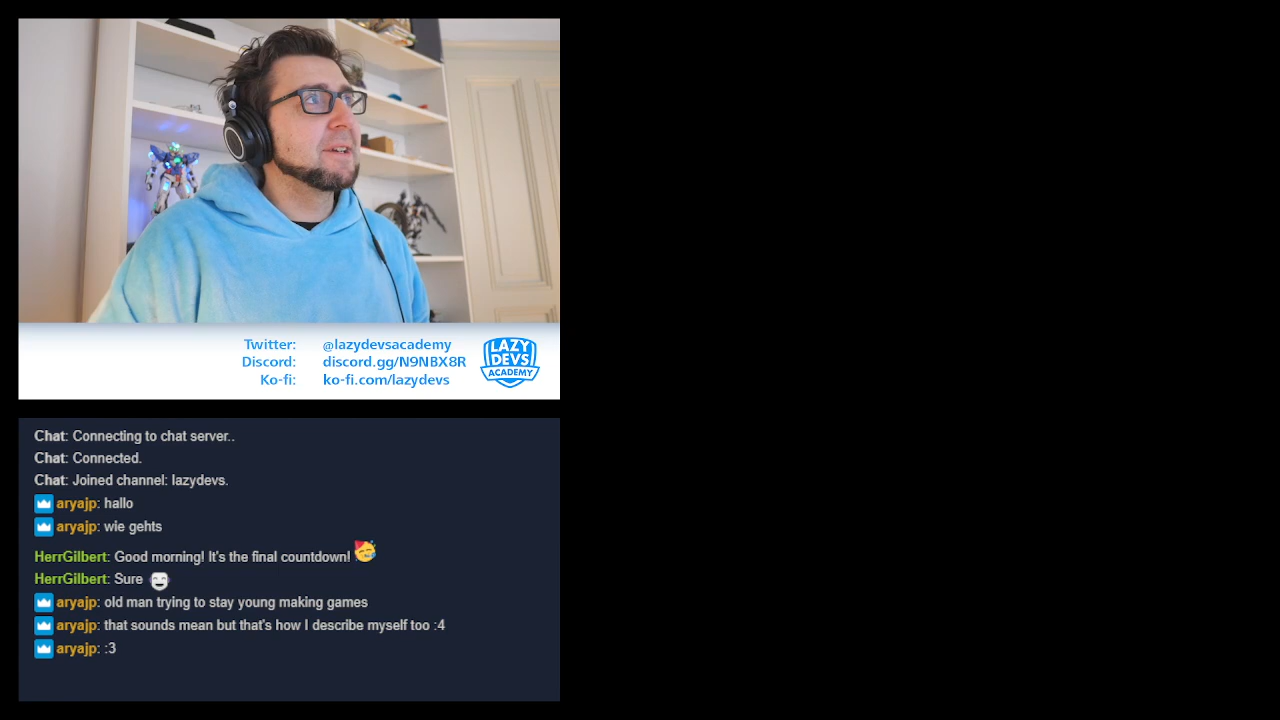 Twitter: @lazydevsacademy
Discord: discord.gg/N9NBX8R
Ko-fi: ko-fi.com/lazydevs
LAZY
DEVS
ACADEMY
Chat: Connecting to chat server..
Chat: Connected.
Chat: Joined channel: lazydevs.
aryajp: hallo
aryajp: wie gehts
HerrGilbert: Good morning! It's the final countdown!
HerrGilbert: Sure
aryajp: old man trying to stay young making games
aryajp: that sounds mean but that's how I describe myself too :4
aryajp: :3